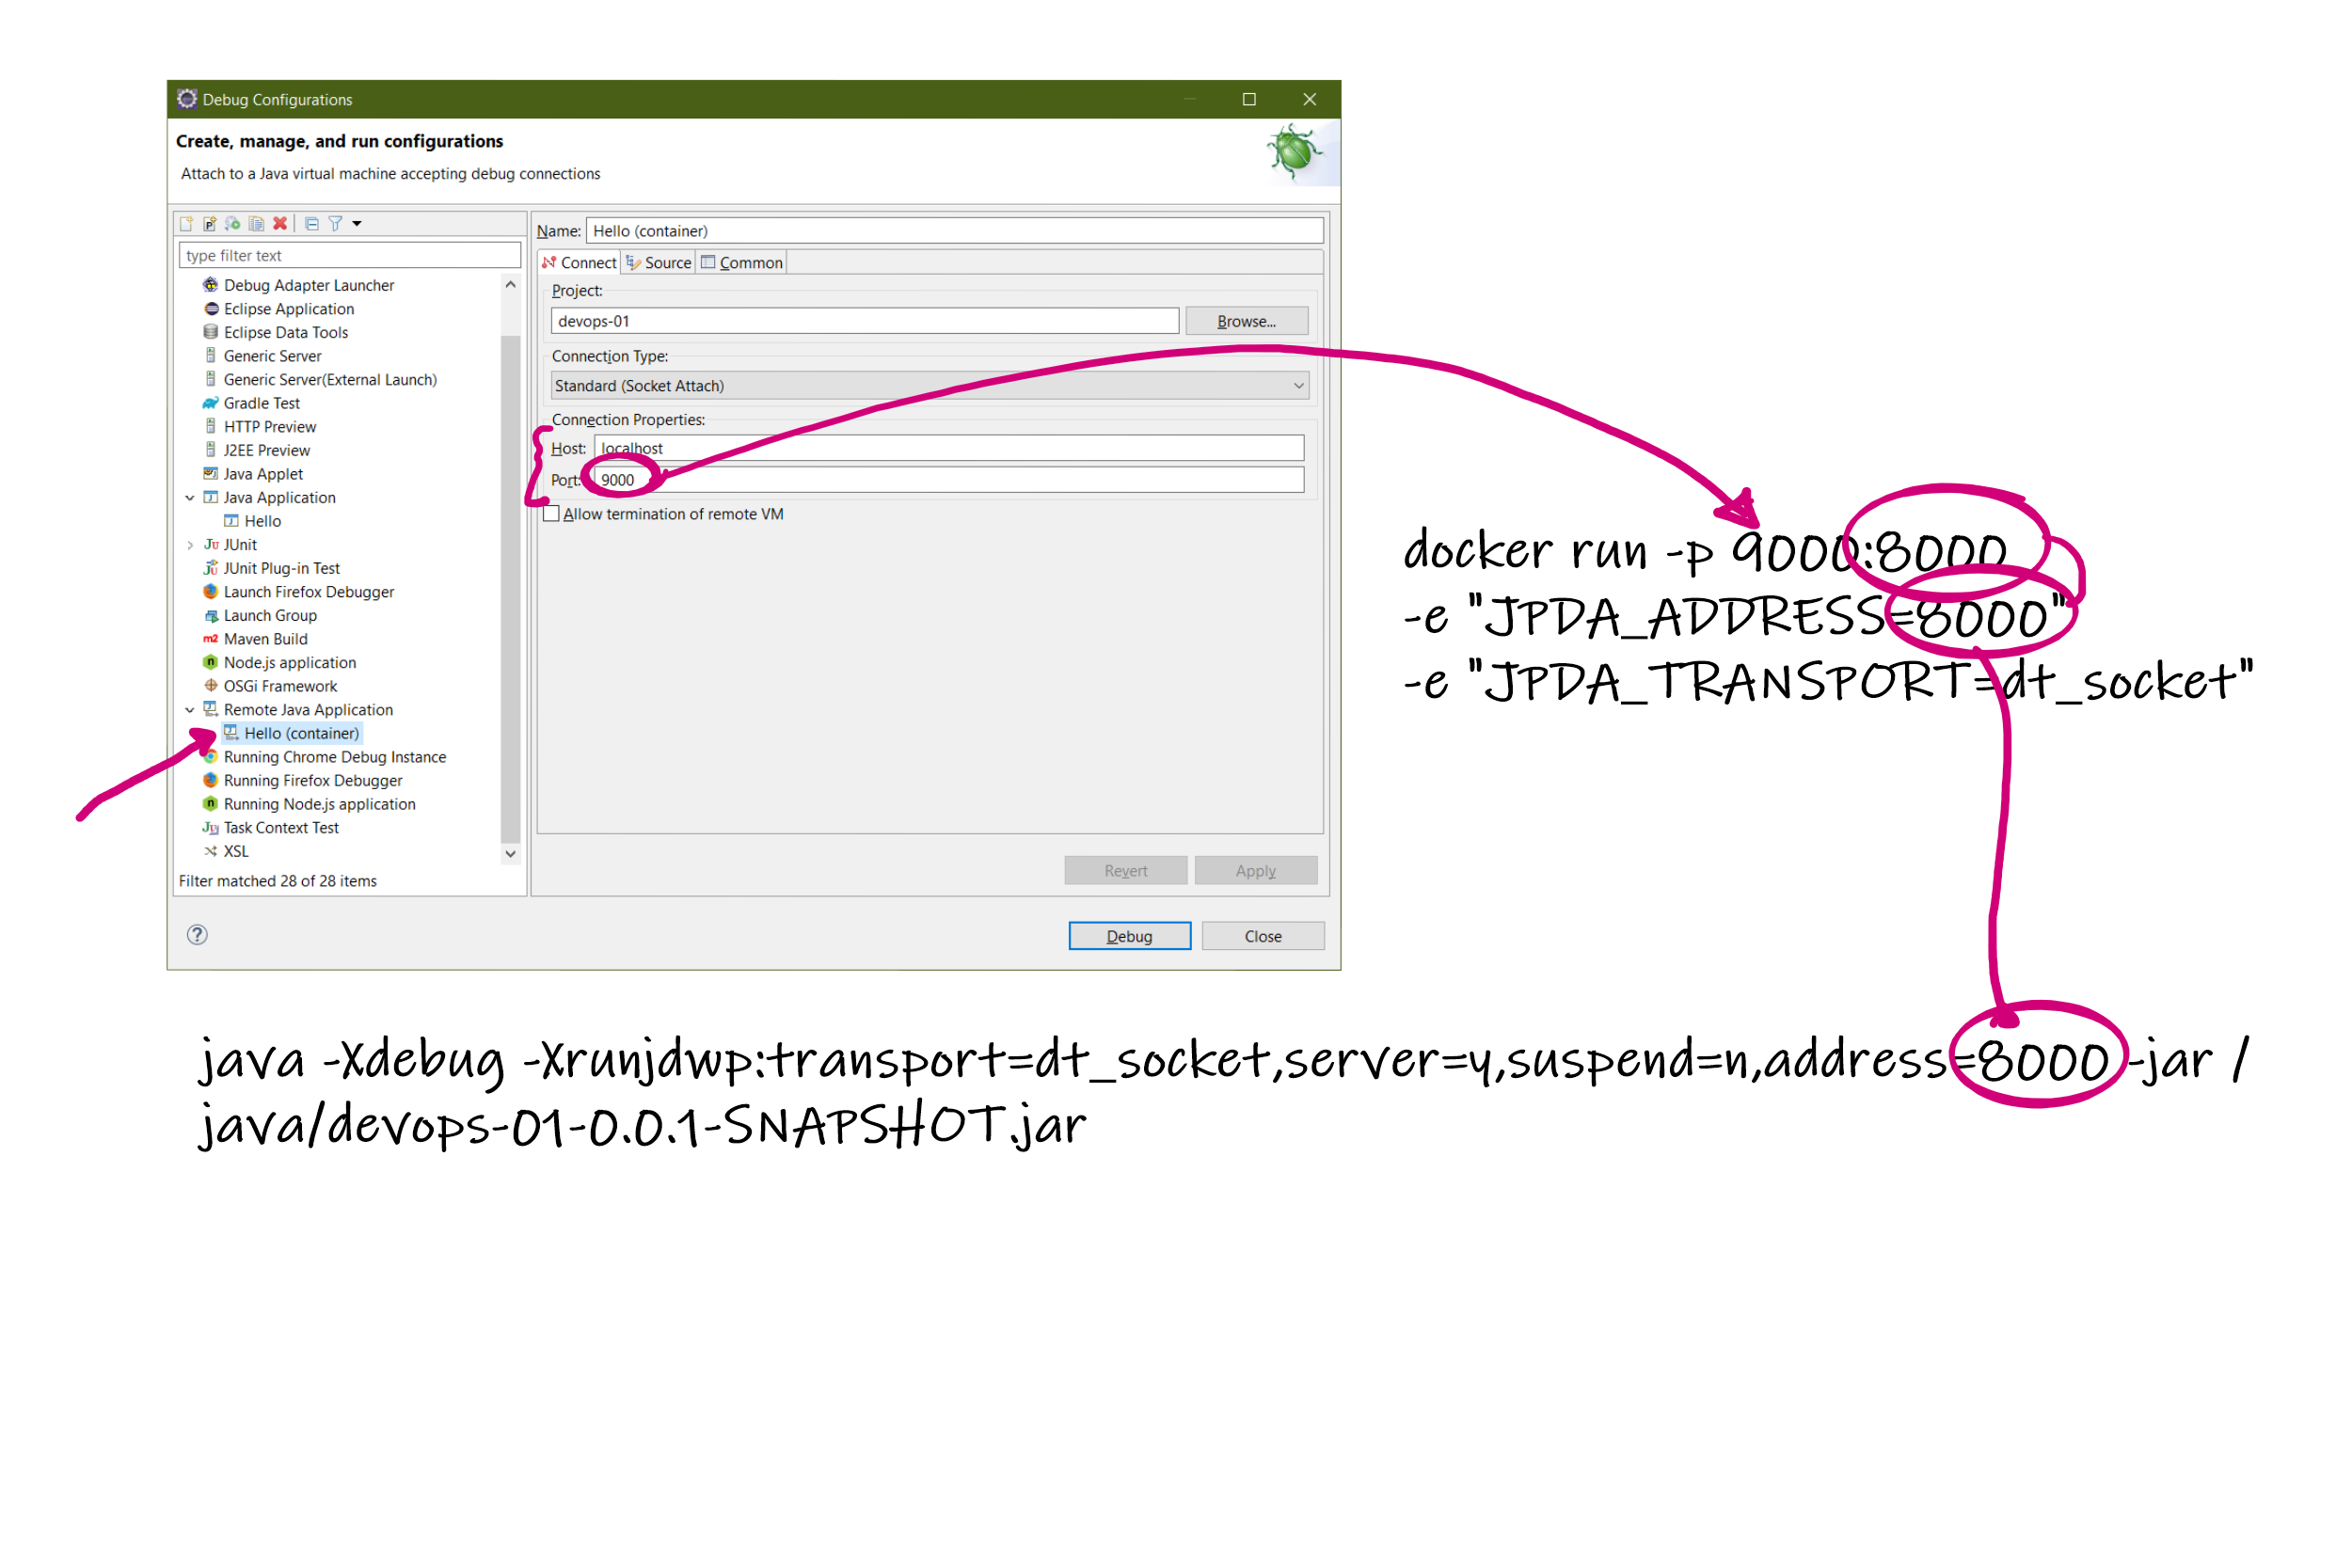 Debug Configurations
Create, manage, and run configurations
Attach to a Java virtual machine accepting debug connections
type filter text
Debug Adapter Launcher
Eclipse Application
Eclipse Data Tools
Generic Server
Generic Server(External Launch)
Gradle Test
HTTP Preview
J2EE Preview
Java Applet
Java Application
Hello
JUnit
JUnit Plug-in Test
Launch Firefox Debugger
Launch Group
Maven Build
Node.js application
OSGi Framework
Remote Java Application
Hello (container)
Running Chrome Debug Instance
Running Firefox Debugger
Running Node.js application
Task Context Test
XSL
Filter matched 28 of 28 items
Name: Hello (container)
Connect Source Common
Project:
devops-01 Browse...
Connection Type:
Standard (Socket Attach)
Connection Properties:
Host: localhost
Port: 9000
Allow termination of remote VM
Revert Apply
Debug Close
docker run -p 9000:8000
-e "JPDA_ADDRESS=8000"
-e "JPDA_TRANSPORT=dt_socket"
java -Xdebug -Xrunjdwp:transport=dt_socket,server=y,suspend=n,address=8000 -jar /
java/devops-01-0.0.1-SNAPSHOT.jar